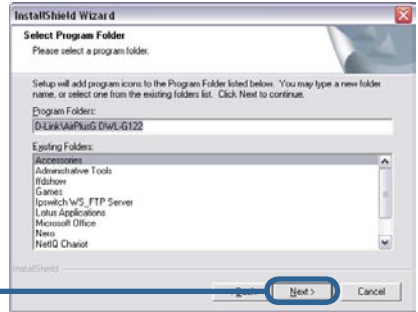 InstallShield Wizard
Select Program Folder
Please select a program folder.
Setup will add program icons to the Program Folder listed below. You may type a new folder
name, or select one from the existing folders list. Click Next to continue.
Program Folders:
D-Link\AirPlusG DWL-G122
Existing Folders:
Accessories
Administrative Tools
ffdshow
Games
Ipswitch WS_FTP Server
Lotus Applications
Microsoft Office
Nero
NetIQ Chariot
InstallShield
< Back Next > Cancel